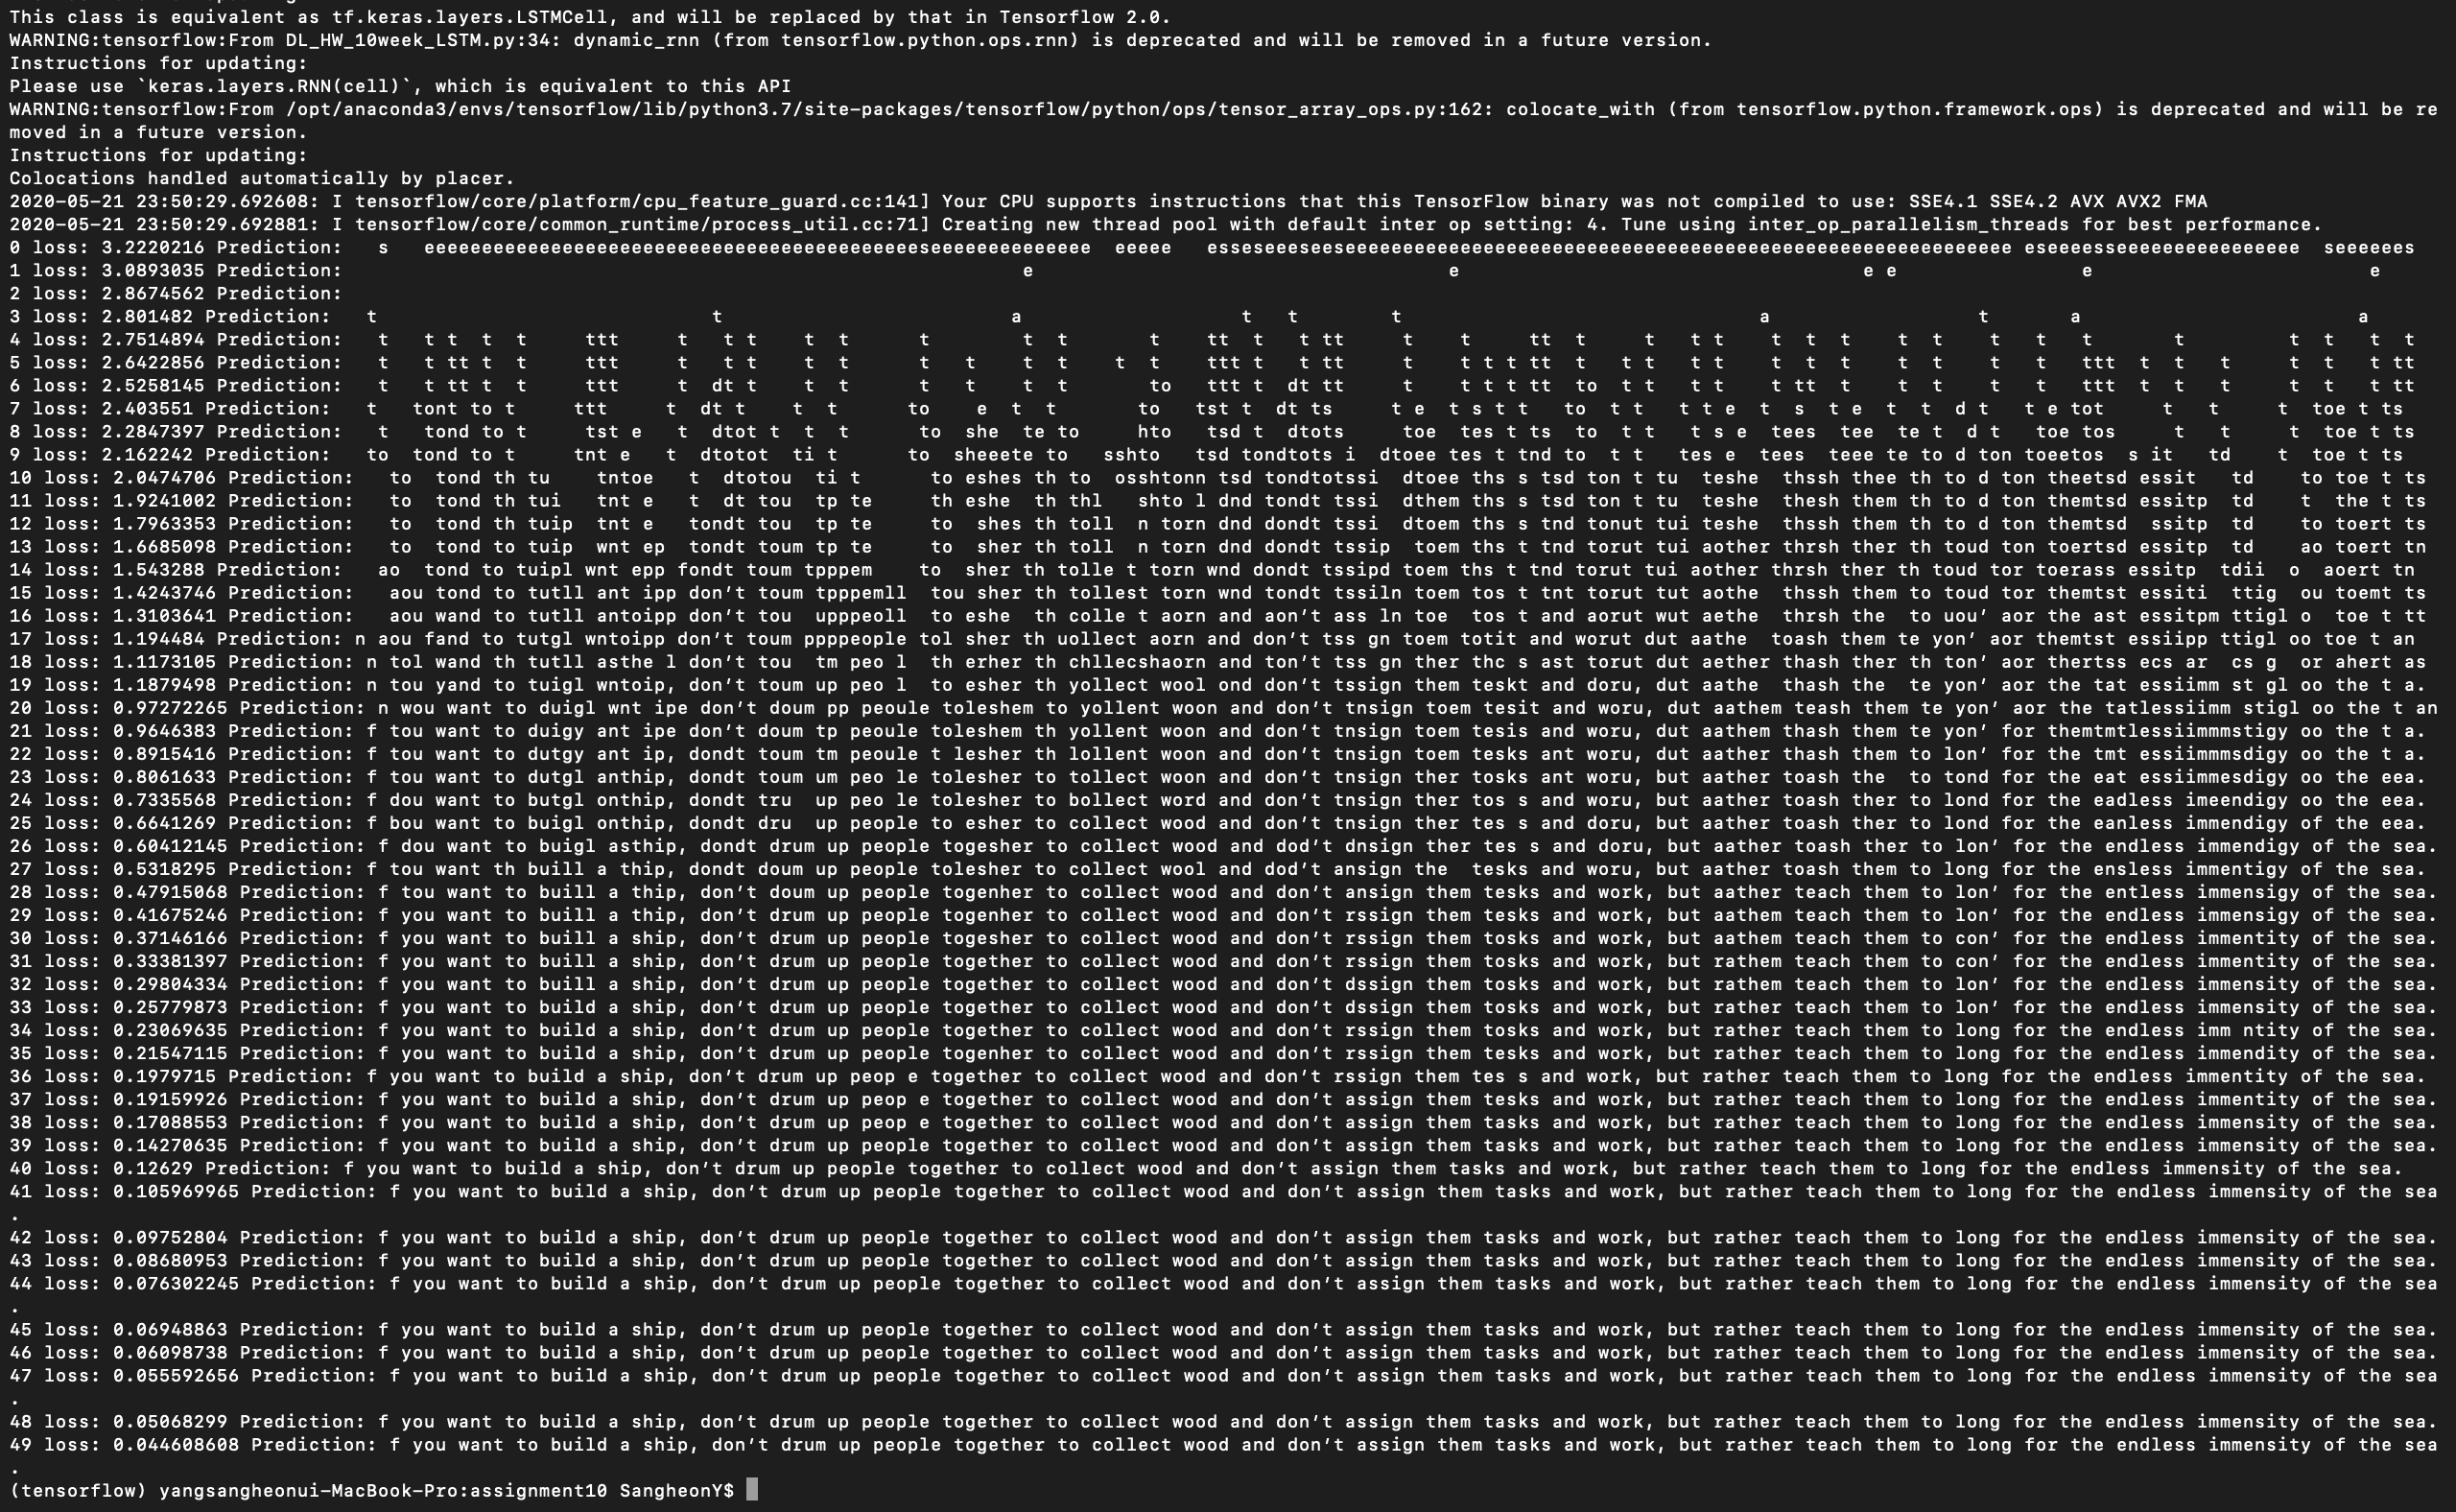 This class is equivalent as tf.keras.layers.LSTMCell, and will be replaced by that in Tensorflow 2.0.
WARNING:tensorflow:From DL_HW_10week_LSTM.py:34: dynamic_rnn (from tensorflow.python.ops.rnn) is deprecated and will be removed in a future version.
Instructions for updating:
Please use `keras.layers.RNN(cell)`, which is equivalent to this API
WARNING:tensorflow:From /opt/anaconda3/envs/tensorflow/lib/python3.7/site-packages/tensorflow/python/ops/tensor_array_ops.py:162: colocate_with (from tensorflow.python.framework.ops) is deprecated and will be re
moved in a future version.
Instructions for updating:
Colocations handled automatically by placer.
2020-05-21 23:50:29.692608: I tensorflow/core/platform/cpu_feature_guard.cc:141] Your CPU supports instructions that this TensorFlow binary was not compiled to use: SSE4.1 SSE4.2 AVX AVX2 FMA
2020-05-21 23:50:29.692881: I tensorflow/core/common_runtime/process_util.cc:71] Creating new thread pool with default inter op setting: 4. Tune using inter_op_parallelism_threads for best performance.
0 loss: 3.2220216 Prediction:   s
1 loss: 3.0893035 Prediction: e e e e e e
2 loss: 2.8674562 Prediction:
3 loss: 2.801482 Prediction: t t a t t t a t a a
4 loss: 2.7514894 Prediction: t t t t t ttt t t t t t t t t t tt t t tt t t tt t t t t t t t t t t t t t t t t t
5 loss: 2.6422856 Prediction: t t tt t t ttt t t t t t t t t t t t ttt t t tt t t t t tt t t t t t t t t t t t t ttt t t t t t t tt
6 loss: 2.5258145 Prediction: t t tt t t ttt t dt t t t t t t t to ttt t dt tt t t t t tt to t t t t t tt t t t t t ttt t t t t t t tt
7 loss: 2.403551 Prediction: t tont to t ttt t dt t t t to e t t to tst t dt ts t e t s t t to t t t t e t s t e t t d t t e tot t t t toe t ts
8 loss: 2.2847397 Prediction: t tond to t tst e t dtot t t t to she te to hto tsd t dtots toe tes t ts to t t t s e tees tee te t d t toe tos t t t toe t ts
9 loss: 2.162242 Prediction: to tond to t tnt e t dtotot ti t to sheeete to sshto tsd tondtots i dtoee tes t tnd to t t tes e tees teee te to d ton toeetos s it td t toe t ts
10 loss: 2.0474706 Prediction: to tond th tu tntoe t dtotou ti t to eshes th to osshtonn tsd tondtotssi dtoee ths s tsd ton t tu teshe thssh thee th to d ton theetsd essit td to toe t ts
11 loss: 1.9241002 Prediction: to tond th tui tnt e t dt tou tp te th eshe th thl shto l dnd tondt totssi dthem ths s tsd ton t tu teshe thesh them th to d ton themtsd essitp td t the t ts
12 loss: 1.7963353 Prediction: to tond th tuip tnt e tondt tou tp te to shes th toll n torn dnd dondt tssi dtoem ths s tnd tonut tui teshe thssh them th to d ton themtsd ssitp td to toert ts
13 loss: 1.6685098 Prediction: to tond to tuip wnt ep tondt toum tp te to sher th toll n torn dnd dondt tssip toem ths t tnd torut tui aother thrsh ther th toud ton toertsd essitp td ao toert tn
14 loss: 1.543288 Prediction: ao tond to tuipl wnt epp fondt toum tpppem to sher th tolle t torn wnd dondt tssipd toem ths t tnd torut tui aother thrsh ther th toud tor toerass essitp tdii o aoert tn
15 loss: 1.4243746 Prediction: aou tond to tutll ant ipp don’t toum tpppemll tou sher th tollest torn wnd tondt tssiln toem tos t tnt torut tut aothe thssh them to toud tor themtst essiti ttig ou toemt ts
16 loss: 1.3103641 Prediction: aou wand to tutll antoipp don’t tou upppeoll to eshe th colle t aorn and aon’t ass ln toe tos t and aorut wut aethe thrsh the to uou’ aor the ast essiitpm ttigl o toe t tt
17 loss: 1.194484 Prediction: n aou fand to tutgl wntoipp don’t toum ppppeople tol sher th uollect aorn and don’t tss gn toem totit and worut dut aathe toash them te yon’ aor themtst essiipp ttigl oo toe t an
18 loss: 1.1173105 Prediction: n tol wand th tutll asthe l don’t tou tm peo l th erher th chllecshaorn and ton’t tss gn ther thc s ast torut dut aether thash ther th ton’ aor thertss ecs ar cs g or ahert as
19 loss: 1.1879498 Prediction: n tou yand to tuigl wntoip, don’t toum up peo l to esher th yollect wool ond don’t tssign them teskt and doru, dut aathe thash the te yon’ aor the tat essiimm st gl oo the t a.
20 loss: 0.97272265 Prediction: n wou want to duigl wnt ipe don’t doum pp peoule toleshem to yollent woon and don’t tnsign toem tesit and woru, dut aathem teash them te yon’ aor the tatlessiimm stigl oo the t an
21 loss: 0.9646383 Prediction: f tou want to duigy ant ipe don’t doum tp peoule toleshem th yollent woon and don’t tnsign toem tesis and woru, dut aathem thash them te yon’ for themtmtlessiimmmstigy oo the t a.
22 loss: 0.8915416 Prediction: f tou want to dutgy ant ip, dondt toum tm peoule t lesher th lollent woon and don’t tnsign toem tesks ant woru, dut aather thash them to lon’ for the tmt essiimmmsdigy oo the t a.
23 loss: 0.8061633 Prediction: f tou want to dutgl anthip, dondt toum um peo le tolesher to tollect woon and don’t tnsign ther tosks ant woru, but aather toash the to tond for the eat essiimmesdigy oo the eea.
24 loss: 0.7335568 Prediction: f dou want to butgl onthip, dondt tru up peo le tolesher to bollect word and don’t tnsign ther tos s and woru, but aather toash ther to lond for the eadless imeendigy oo the eea.
25 loss: 0.6641269 Prediction: f bou want to buigl onthip, dondt dru up people to esher to collect wood and don’t tnsign ther tes s and doru, but aather toash ther to lond for the eanless immendigy of the eea.
26 loss: 0.60412145 Prediction: f dou want to buigl asthip, dondt drum up people togesher to collect wood and dod’t dnsign ther tes s and doru, but aather toash ther to lon’ for the endless immendigy of the sea.
27 loss: 0.5318295 Prediction: f tou want th buill a thip, dondt doum up people tolesher to collect wool and dod’t ansign the tesks and woru, but aather toash them to long for the ensless immentigy of the sea.
28 loss: 0.47915068 Prediction: f tou want to buill a thip, don’t doum up people togenher to collect wood and don’t ansign them tesks and work, but aather teach them to lon’ for the entless immensigy of the sea.
29 loss: 0.41675246 Prediction: f you want to buill a thip, don’t drum up people togenher to collect wood and don’t rssign them tesks and work, but aathem teach them to lon’ for the endless immensigy of the sea.
30 loss: 0.37146166 Prediction: f you want to buill a ship, don’t drum up people togesher to collect wood and don’t rssign them tosks and work, but aathem teach them to con’ for the endless immentity of the sea.
31 loss: 0.33381397 Prediction: f you want to buill a ship, don’t drum up people together to collect wood and don’t rssign them tosks and work, but rathem teach them to con’ for the endless immentity of the sea.
32 loss: 0.29804334 Prediction: f you want to buill a ship, don’t drum up people together to collect wood and don’t dssign them tosks and work, but rathem teach them to lon’ for the endless immensity of the sea.
33 loss: 0.25779873 Prediction: f you want to build a ship, don’t drum up people together to collect wood and don’t dssign them tosks and work, but rather teach them to lon’ for the endless immensity of the sea.
34 loss: 0.23069635 Prediction: f you want to build a ship, don’t drum up people together to collect wood and don’t rssign them tosks and work, but rather teach them to long for the endless imm ntity of the sea.
35 loss: 0.21547115 Prediction: f you want to build a ship, don’t drum up people togenher to collect wood and don’t rssign them tesks and work, but rather teach them to long for the endless immendity of the sea.
36 loss: 0.1979715 Prediction: f you want to build a ship, don’t drum up peop e together to collect wood and don’t rssign them tes s and work, but rather teach them to long for the endless immentity of the sea.
37 loss: 0.19159926 Prediction: f you want to build a ship, don’t drum up peop e together to collect wood and don’t assign them tesks and work, but rather teach them to long for the endless immentity of the sea.
38 loss: 0.17088553 Prediction: f you want to build a ship, don’t drum up peop e together to collect wood and don’t assign them tasks and work, but rather teach them to long for the endless immensity of the sea.
39 loss: 0.14270635 Prediction: f you want to build a ship, don’t drum up people together to collect wood and don’t assign them tasks and work, but rather teach them to long for the endless immensity of the sea.
40 loss: 0.12629 Prediction: f you want to build a ship, don’t drum up people together to collect wood and don’t assign them tasks and work, but rather teach them to long for the endless immensity of the sea.
41 loss: 0.105969965 Prediction: f you want to build a ship, don’t drum up people together to collect wood and don’t assign them tasks and work, but rather teach them to long for the endless immensity of the sea
.
42 loss: 0.09752804 Prediction: f you want to build a ship, don’t drum up people together to collect wood and don’t assign them tasks and work, but rather teach them to long for the endless immensity of the sea.
43 loss: 0.08680953 Prediction: f you want to build a ship, don’t drum up people together to collect wood and don’t assign them tasks and work, but rather teach them to long for the endless immensity of the sea.
44 loss: 0.076302245 Prediction: f you want to build a ship, don’t drum up people together to collect wood and don’t assign them tasks and work, but rather teach them to long for the endless immensity of the sea
.
45 loss: 0.06948863 Prediction: f you want to build a ship, don’t drum up people together to collect wood and don’t assign them tasks and work, but rather teach them to long for the endless immensity of the sea.
46 loss: 0.06098738 Prediction: f you want to build a ship, don’t drum up people together to collect wood and don’t assign them tasks and work, but rather teach them to long for the endless immensity of the sea.
47 loss: 0.055592656 Prediction: f you want to build a ship, don’t drum up people together to collect wood and don’t assign them tasks and work, but rather teach them to long for the endless immensity of the sea
.
48 loss: 0.05068299 Prediction: f you want to build a ship, don’t drum up people together to collect wood and don’t assign them tasks and work, but rather teach them to long for the endless immensity of the sea.
49 loss: 0.044608608 Prediction: f you want to build a ship, don’t drum up people together to collect wood and don’t assign them tasks and work, but rather teach them to long for the endless immensity of the sea
.
(tensorflow) yangsangheonui-MacBook-Pro:assignment10 SangheonY$